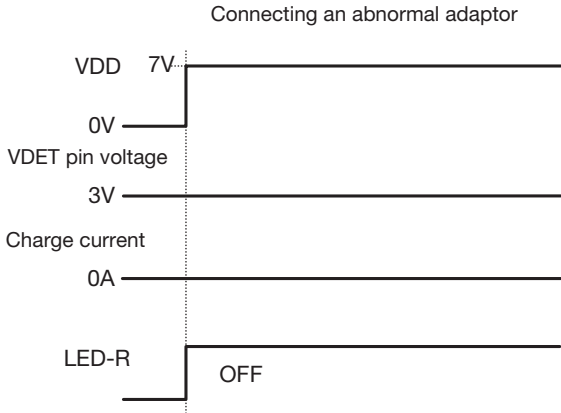 Connecting an abnormal adaptor
VDD 7V
0V
VDET pin voltage
3V
Charge current
0A
LED-R
OFF